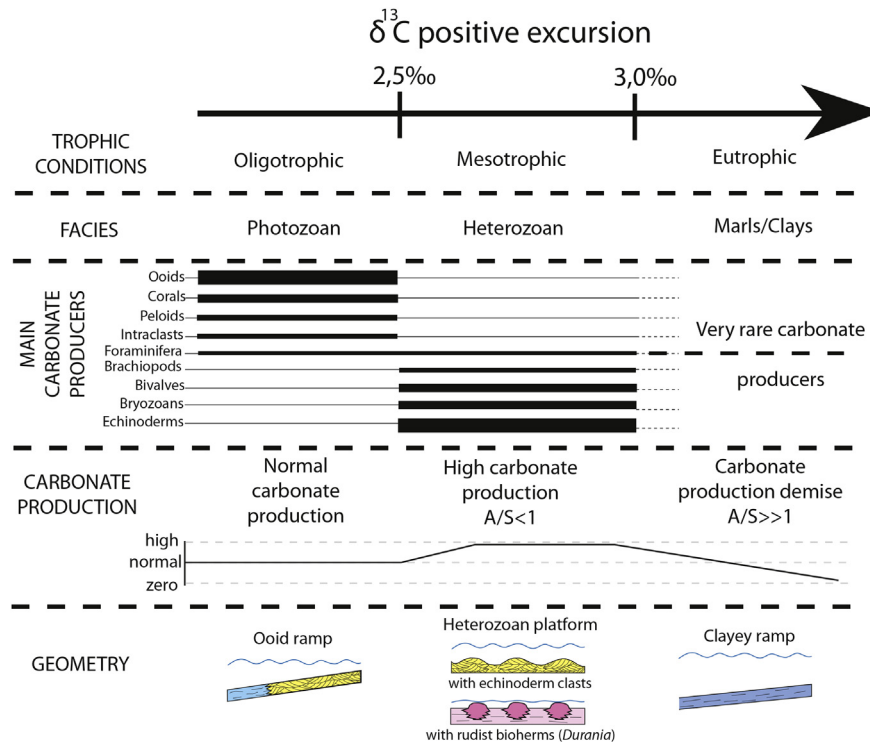 δ13C positive excursion
2,5‰ 3,0‰
TROPHIC
CONDITIONS
Oligotrophic Mesotrophic Eutrophic
FACIES
Photozoan Heterozoan Marls/Clays
MAIN
CARBONATE
PRODUCERS
Ooids
Corals
Peloids
Intraclasts
Foraminifera
Brachiopods
Bivalves
Bryozoans
Echinoderms
Very rare carbonate
producers
CARBONATE
PRODUCTION
Normal
carbonate
production
High carbonate
production
A/S<1
Carbonate
production demise
A/S>>1
high
normal
zero
GEOMETRY
Ooid ramp
Heterozoan platform
with echinoderm clasts
with rudist bioherms (Durania)
Clayey ramp